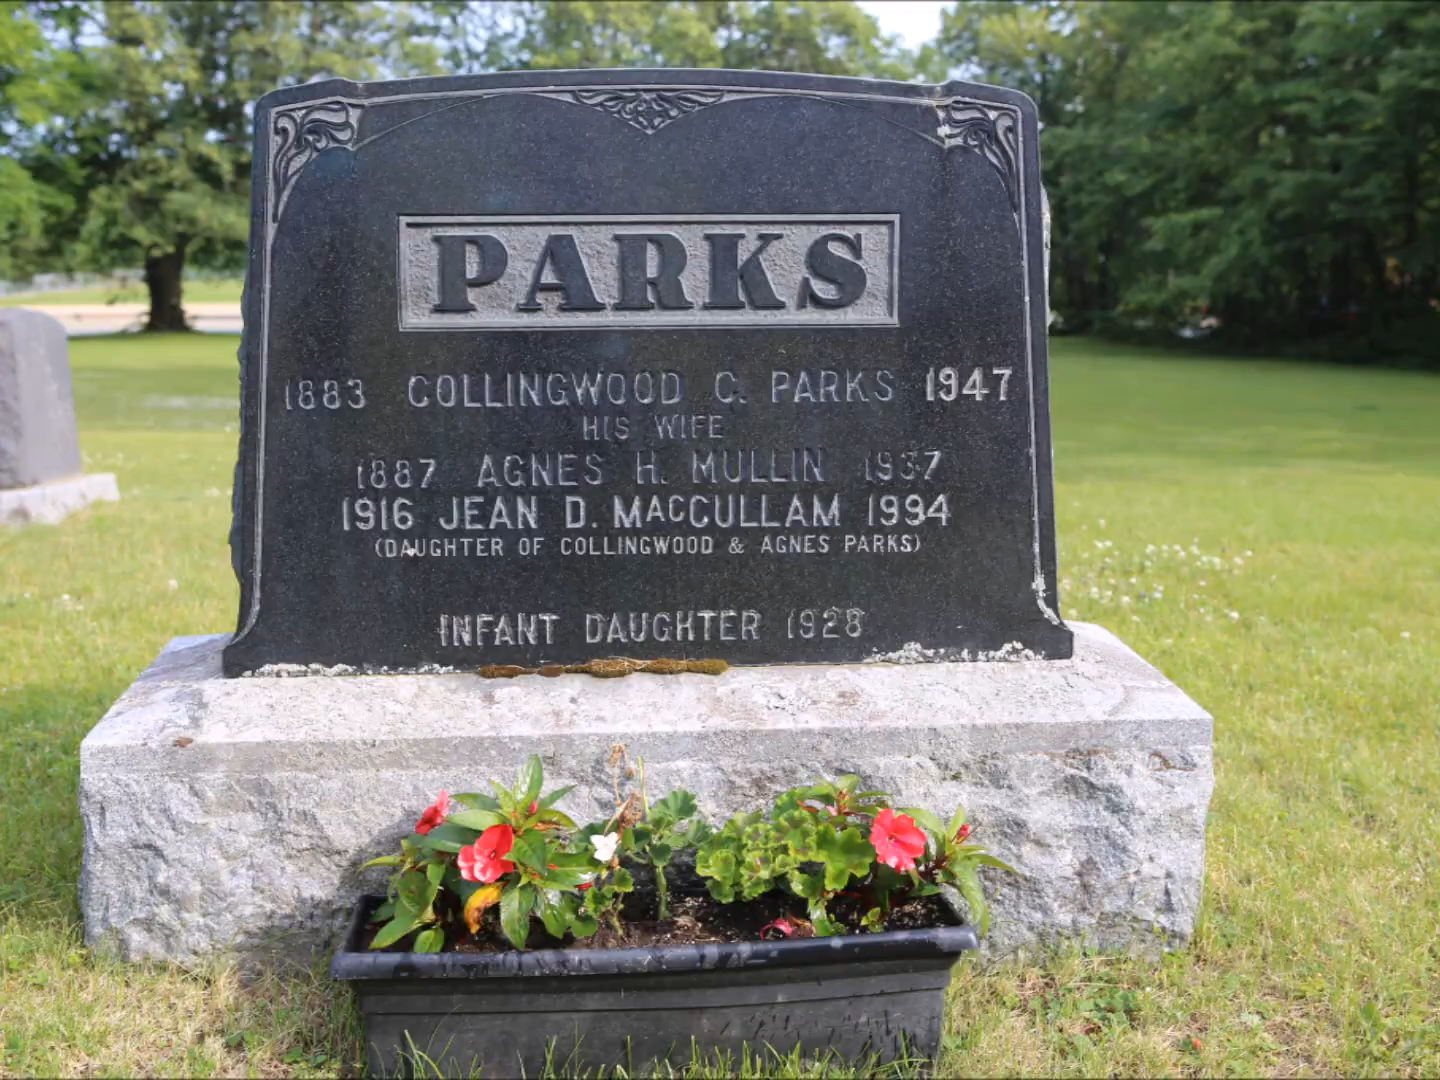 PARKS
1883 COLLINGWOOD C. PARKS 1947
HIS WIFE
1887 AGNES H. MULLIN 1937
1916 JEAN D. MacCULLAM 1994
(DAUGHTER OF COLLINGWOOD & AGNES PARKS)
INFANT DAUGHTER 1928